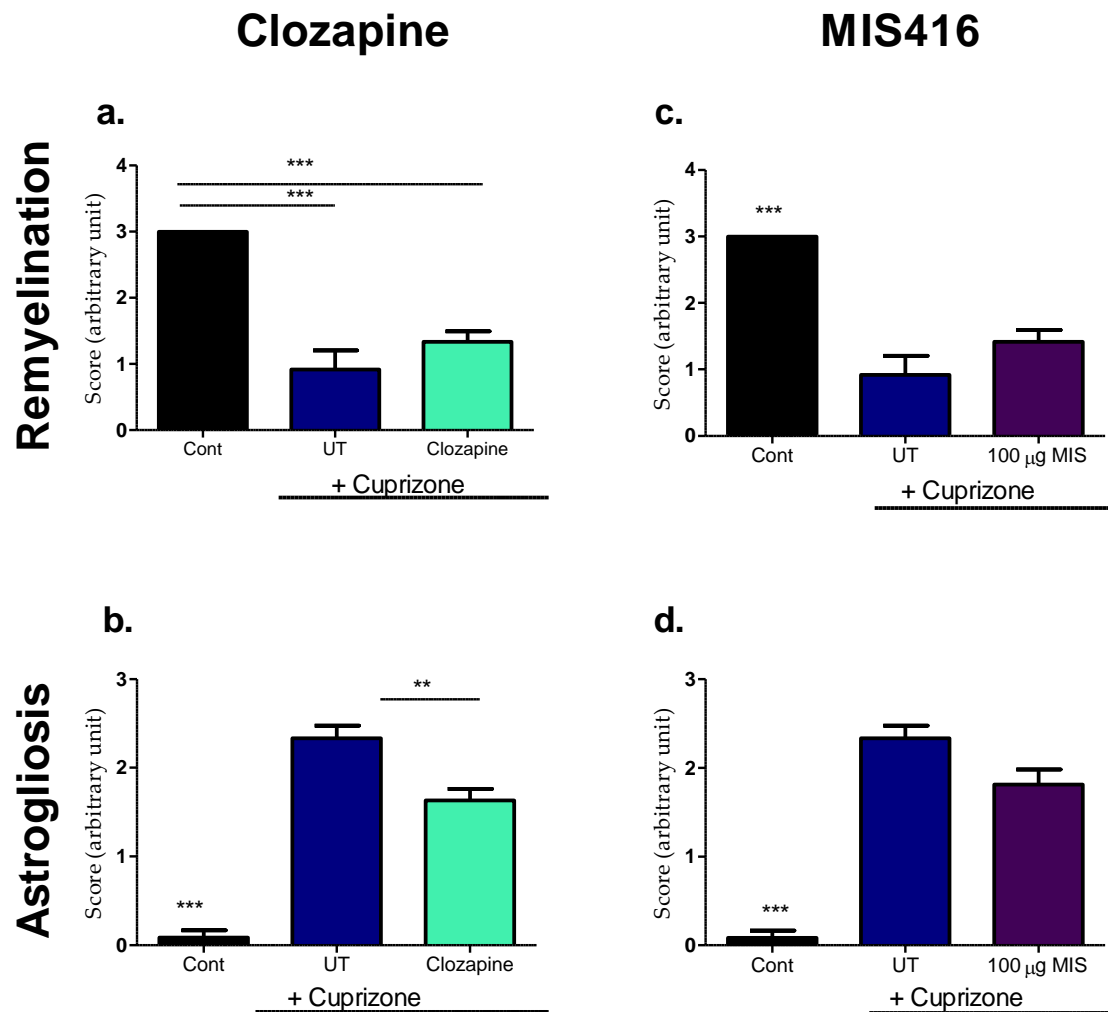 Clozapine
MIS416
Remyelination
a.
Score (arbitrary unit)
4
3
2
1
0
***
***
Cont
UT
Clozapine
+ Cuprizone
c.
Score (arbitrary unit)
4
3
2
1
0
***
Cont
UT
100 μg MIS
+ Cuprizone
Astrogliosis
b.
Score (arbitrary unit)
3
2
1
0
***
**
Cont
UT
Clozapine
+ Cuprizone
d.
Score (arbitrary unit)
3
2
1
0
***
Cont
UT
100 μg MIS
+ Cuprizone